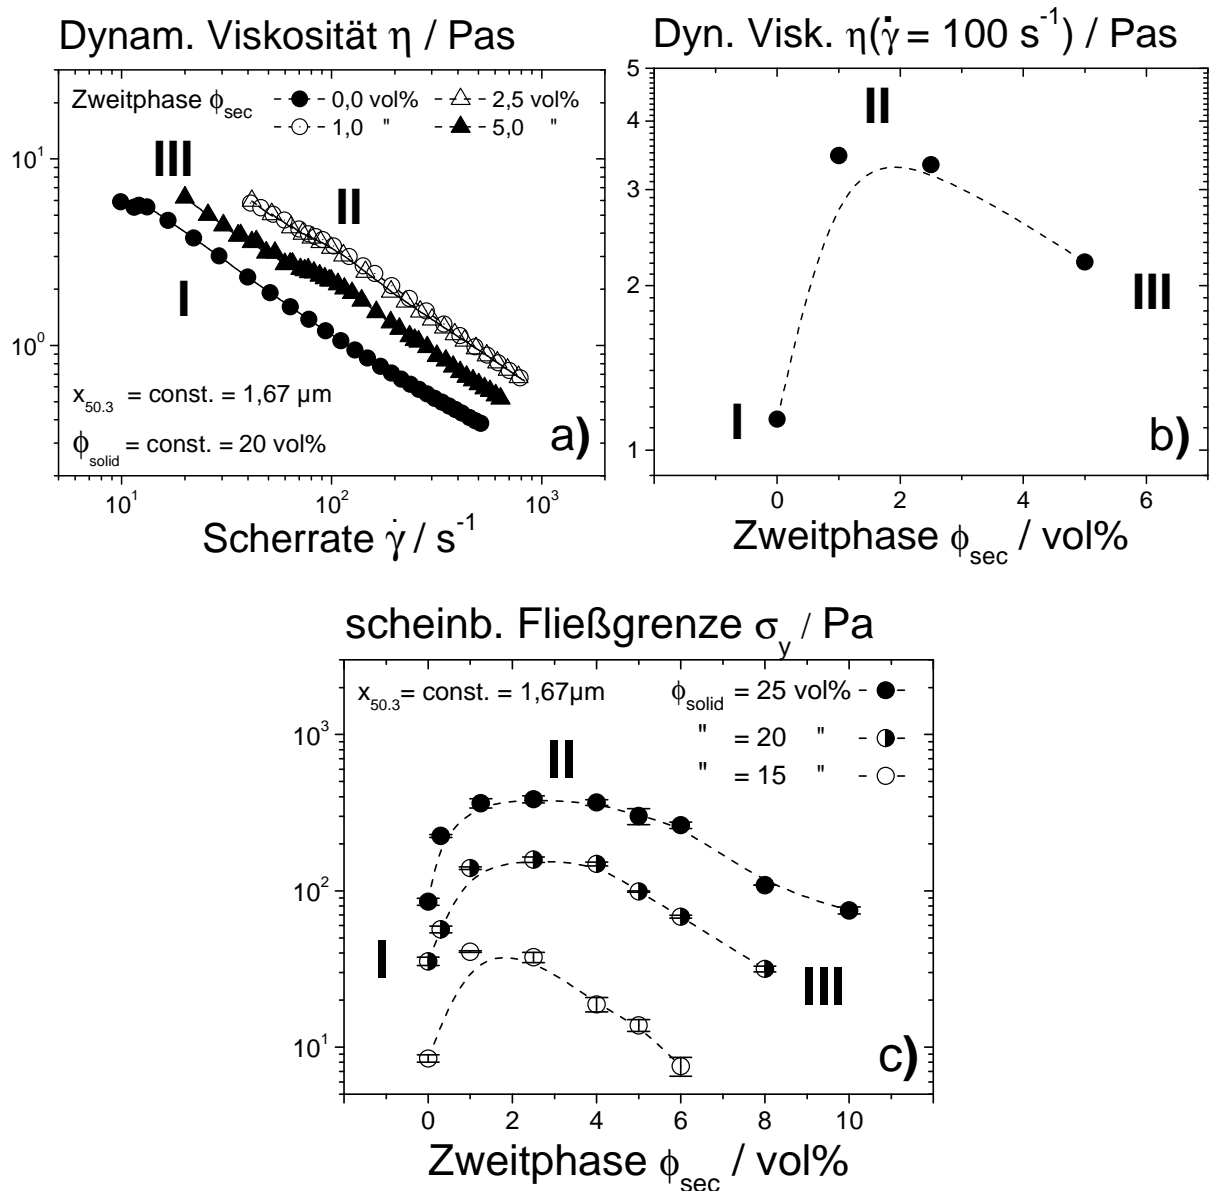 Dynam. Viskosität η / Pas
Zweitphase ϕsec
0,0 vol%
2,5 vol%
1,0 "
5,0 "
III
II
I
10¹
10⁰
x50.3 = const. = 1,67 µm
ϕsolid = const. = 20 vol%
a)
10¹ 10² 10³
Scherrate γ̇ / s⁻¹
Dyn. Visk. η(γ̇ = 100 s⁻¹) / Pas
5
4
3
2
1
II
III
I
b)
0 2 4 6
Zweitphase ϕsec / vol%
scheinb. Fließgrenze σy / Pa
x50.3= const. = 1,67µm
ϕsolid = 25 vol%
" = 20 "
" = 15 "
10³
10²
10¹
II
I
III
c)
0 2 4 6 8 10
Zweitphase ϕsec / vol%